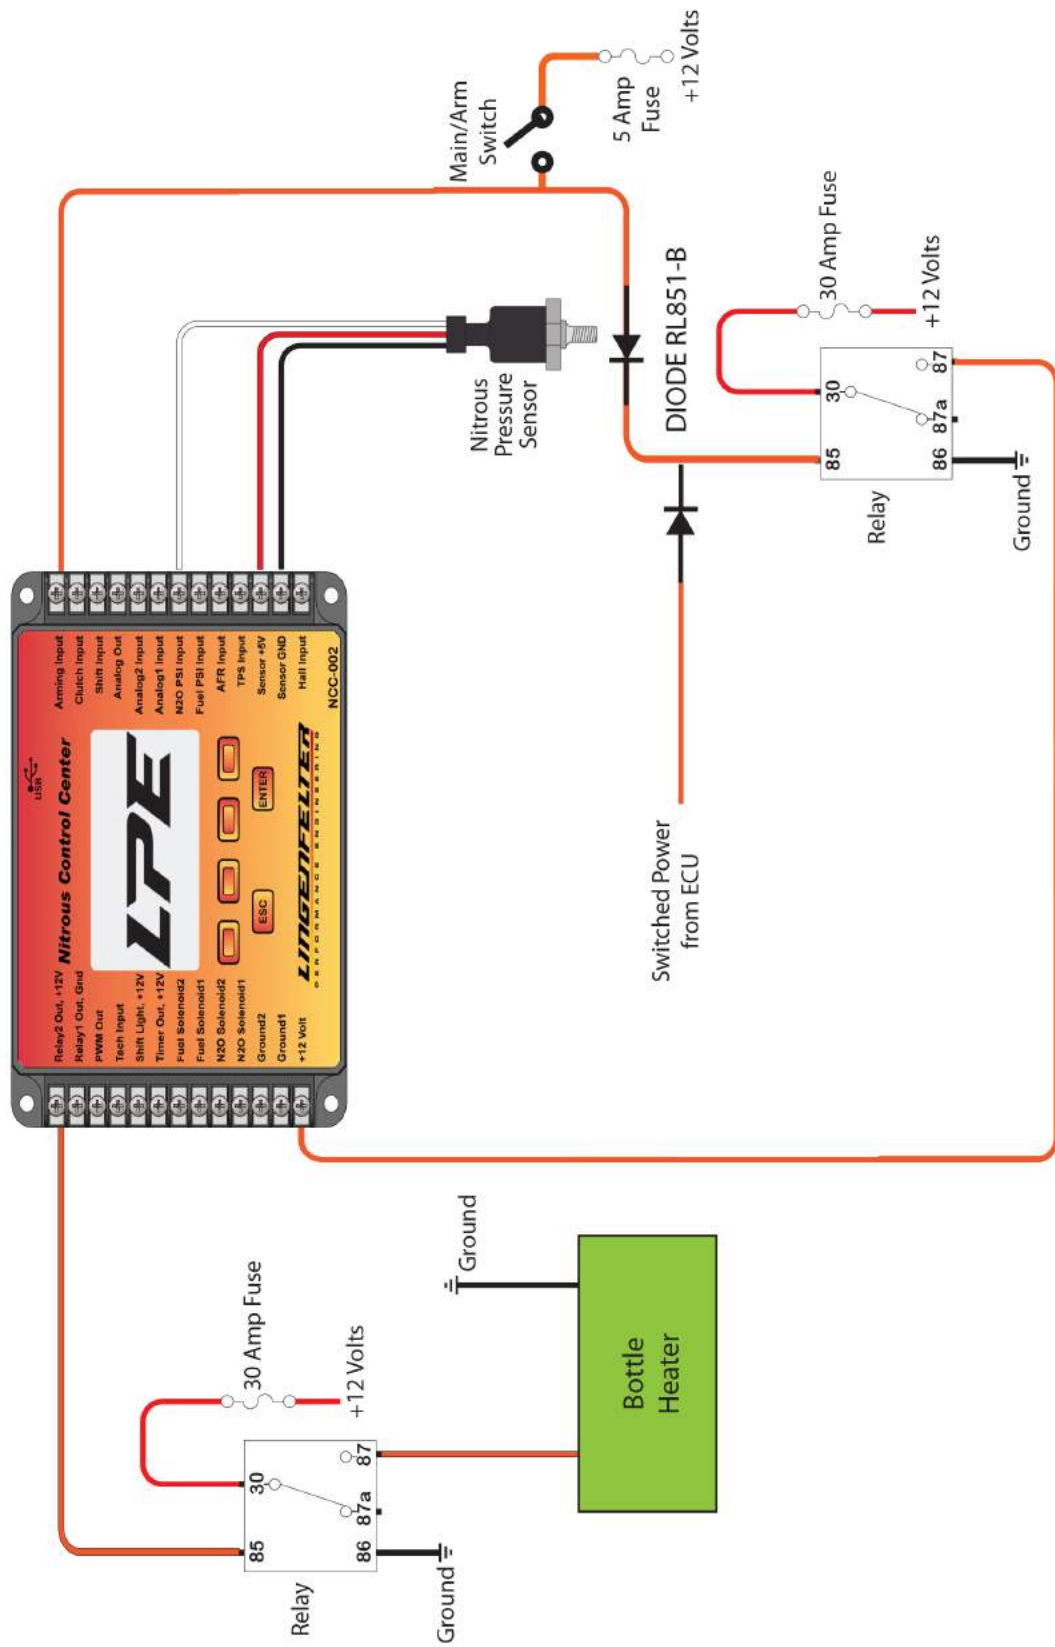 USB
Nitrous Control Center
LPE
ESC
ENTER
LINGENFELTER
PERFORMANCE ENGINEERING
NCC-002
Relay2 Out, +12V
Relay1 Out, Gnd
PWM Out
Tach Input
Shift Light, +12V
Timer Out, +12V
Fuel Solenoid2
Fuel Solenoid1
N2O Solenoid2
N2O Solenoid1
Ground2
Ground1
+12 Volt
Arming Input
Clutch Input
Shift Input
Analog Out
Analog2 Input
Analog1 Input
N2O PSI Input
Fuel PSI Input
AFR Input
TPS Input
Sensor +5V
Sensor GND
Hall Input
Main/Arm
Switch
5 Amp
Fuse
+12 Volts
Nitrous
Pressure
Sensor
DIODE RL851-B
30 Amp Fuse
+12 Volts
85
30
86
87a
87
Relay
Ground
Switched Power
from ECU
30 Amp Fuse
+12 Volts
85
30
86
87a
87
Relay
Ground
Ground
Bottle
Heater